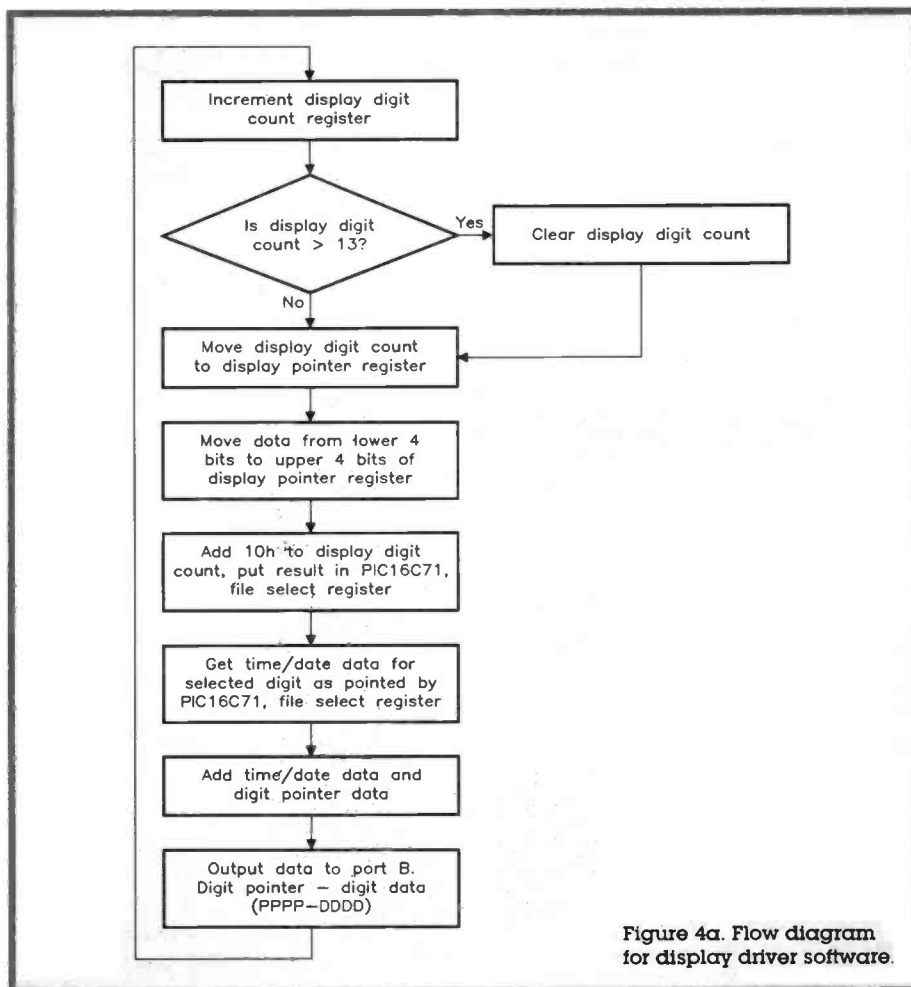 Increment display digit
count register
Is display digit
count > 13?
Yes
Clear display digit count
No
Move display digit count
to display pointer register
Move data from lower 4
bits to upper 4 bits of
display pointer register
Add 10h to display digit
count, put result in PIC16C71,
file select register
Get time/date data for
selected digit as pointed by
PIC16C71, file select register
Add time/date data and
digit pointer data
Output data to port B.
Digit pointer – digit data
(PPPP–DDDD)
Figure 4a. Flow diagram
for display driver software.